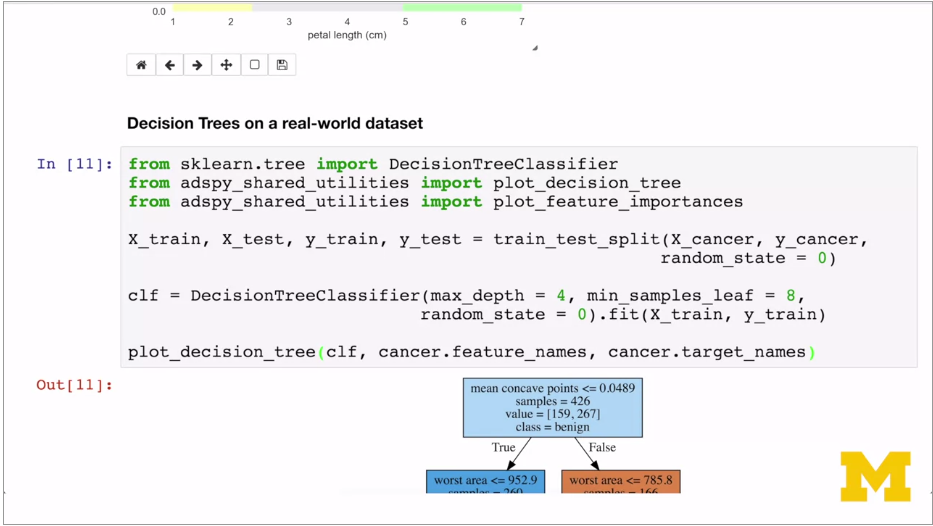 0.0
1 2 3 4 5 6 7
petal length (cm)
Decision Trees on a real-world dataset
In [11]:
from sklearn.tree import DecisionTreeClassifier
from adspy_shared_utilities import plot_decision_tree
from adspy_shared_utilities import plot_feature_importances
X_train, X_test, y_train, y_test = train_test_split(X_cancer, y_cancer,
random_state = 0)
clf = DecisionTreeClassifier(max_depth = 4, min_samples_leaf = 8,
random_state = 0).fit(X_train, y_train)
plot_decision_tree(clf, cancer.feature_names, cancer.target_names)
Out[11]:
mean concave points <= 0.0489
samples = 426
value = [159, 267]
class = benign
True False
worst area <= 952.9 worst area <= 785.8
samples = 260 samples = 166
M